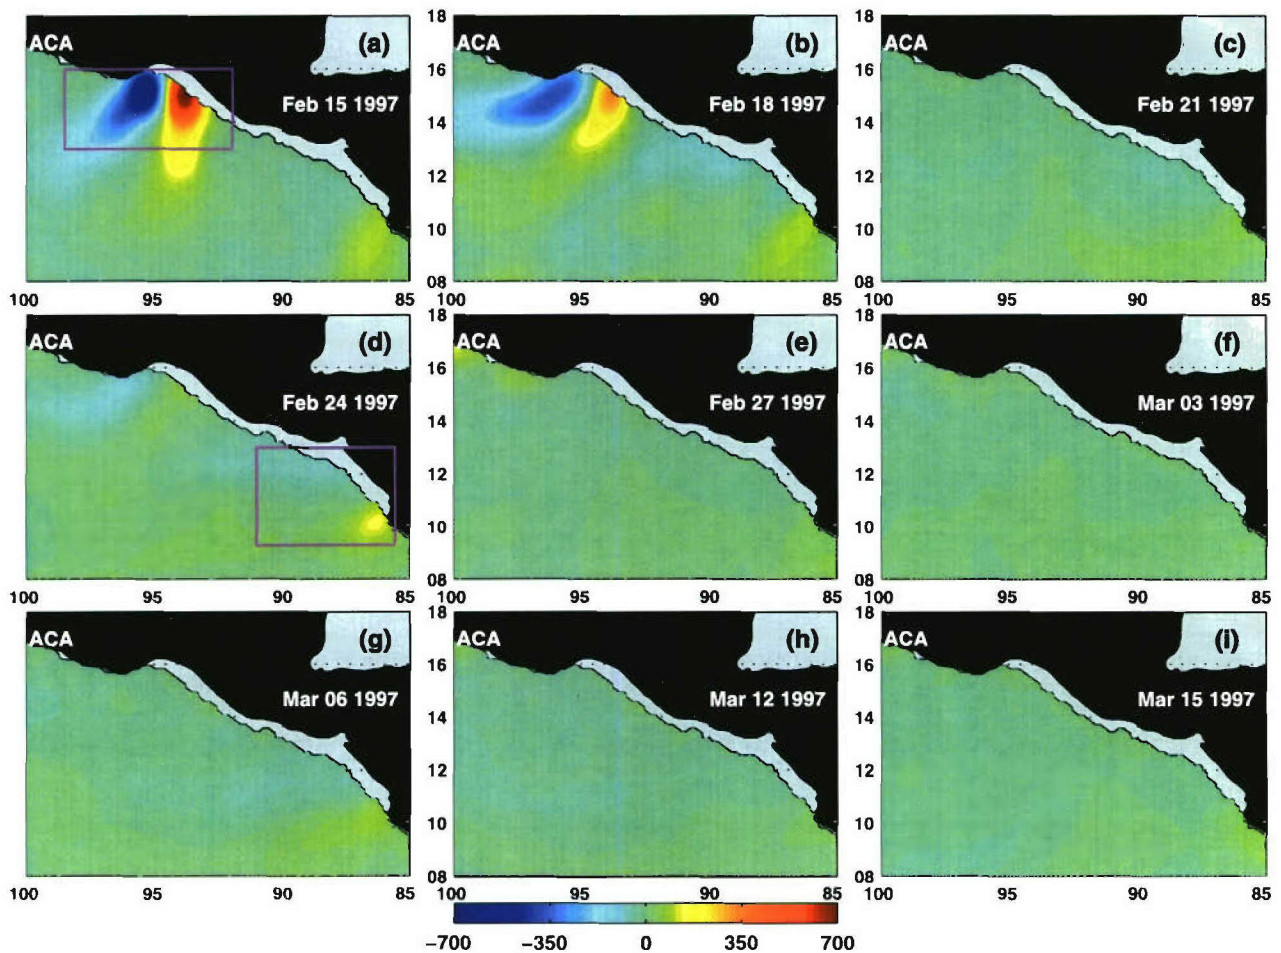 ACA (a)
Feb 15 1997
100 95 90 85
18
16
14
12
10
08
ACA (b)
Feb 18 1997
100 95 90 85
18
16
14
12
10
08
ACA (c)
Feb 21 1997
100 95 90 85
ACA (d)
Feb 24 1997
100 95 90 85
18
16
14
12
10
08
ACA (e)
Feb 27 1997
100 95 90 85
18
16
14
12
10
08
ACA (f)
Mar 03 1997
100 95 90 85
ACA (g)
Mar 06 1997
100 95 90 85
18
16
14
12
10
08
ACA (h)
Mar 12 1997
100 95 90 85
18
16
14
12
10
08
ACA (i)
Mar 15 1997
100 95 90 85
−700 −350 0 350 700